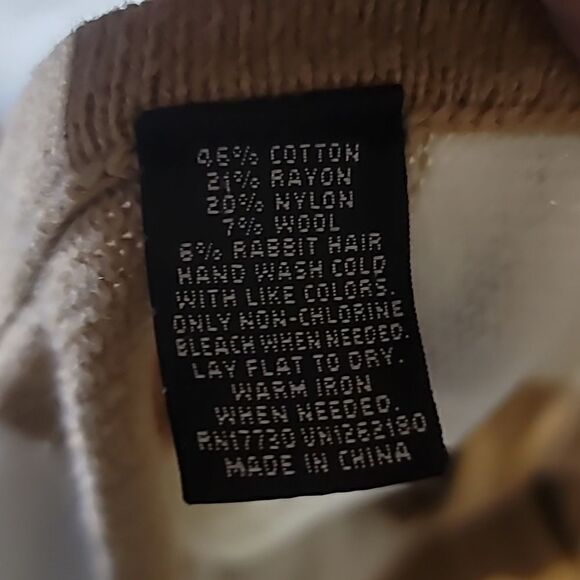 46% COTTON
21% RAYON
20% NYLON
7% WOOL
6% RABBIT HAIR
HAND WASH COLD
WITH LIKE COLORS.
ONLY NON-CHLORINE
BLEACH WHEN NEEDED.
LAY FLAT TO DRY.
WARM IRON
WHEN NEEDED.
RN17730 VN1262180
MADE IN CHINA